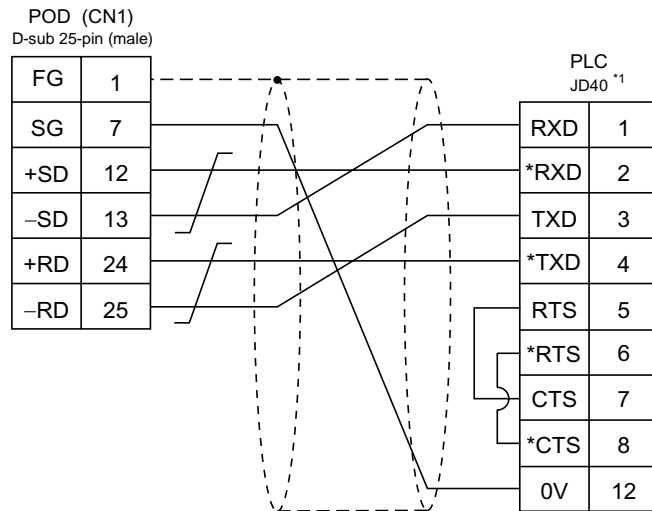 POD (CN1)
D-sub 25-pin (male)
FG 1
SG 7
+SD 12
−SD 13
+RD 24
−RD 25
PLC
JD40 *1
RXD 1
*RXD 2
TXD 3
*TXD 4
RTS 5
*RTS 6
CTS 7
*CTS 8
0V 12